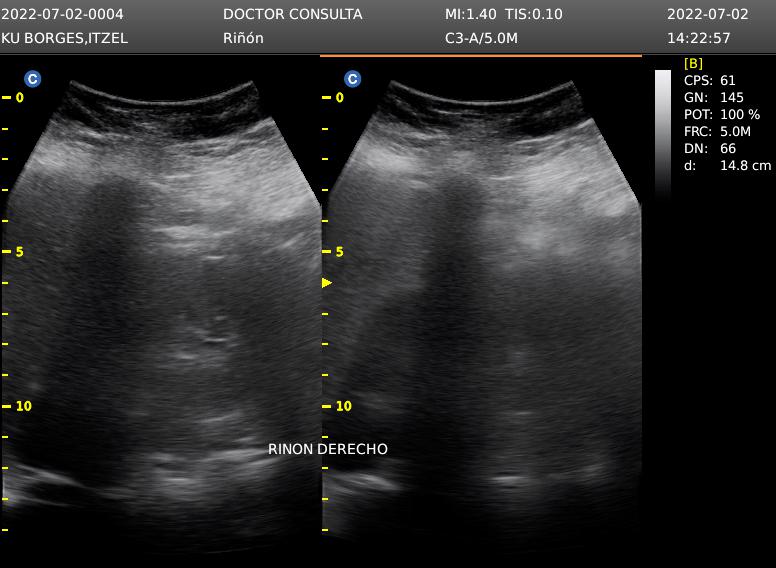 2022-07-02-0004 DOCTOR CONSULTA MI:1.40 TIS:0.10 2022-07-02
KU BORGES,ITZEL Riñón C3-A/5.0M 14:22:57
[B]
CPS: 61
GN: 145
POT: 100 %
FRC: 5.0M
DN: 66
d: 14.8 cm
C C
0 0
5 5
10 10
RINON DERECHO